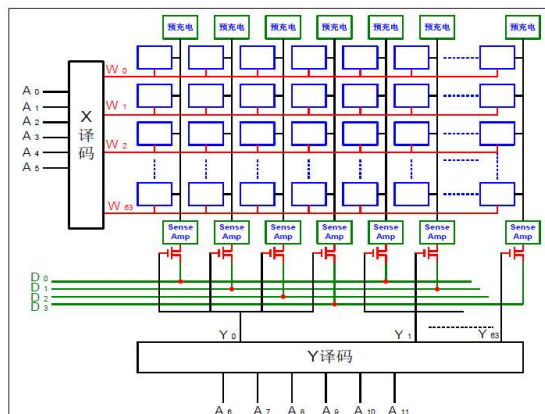 预充电 预充电 预充电 预充电 预充电 预充电 预充电
W 0
A 0
A 1
A 2
A 3
A 4
A 5
X译码
W 1
W 2
W 63
Sense Amp Sense Amp Sense Amp Sense Amp Sense Amp Sense Amp Sense Amp
D 0
D 1
D 2
D 3
Y 0 Y 1 Y 63
Y译码
A 6 A 7 A 8 A 9 A 10 A 11